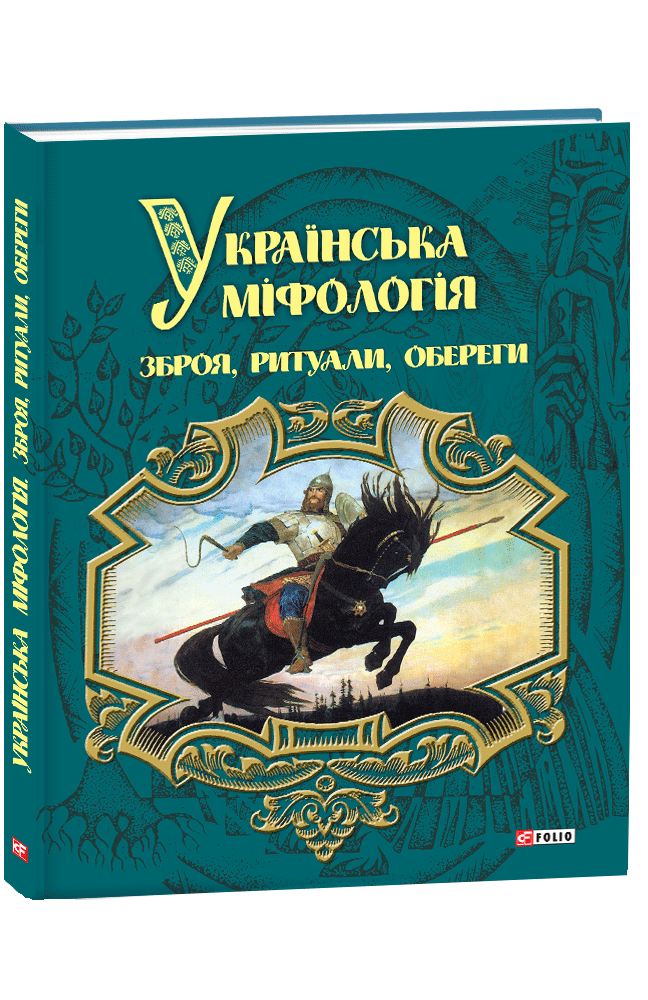 УКРАЇНСЬКА
МІФОЛОГІЯ
ЗБРОЯ, РИТУАЛИ, ОБЕРЕГИ
FOLIO
УКРАЇНСЬКА МІФОЛОГІЯ. ЗБРОЯ, РИТУАЛИ, ОБЕРЕГИ